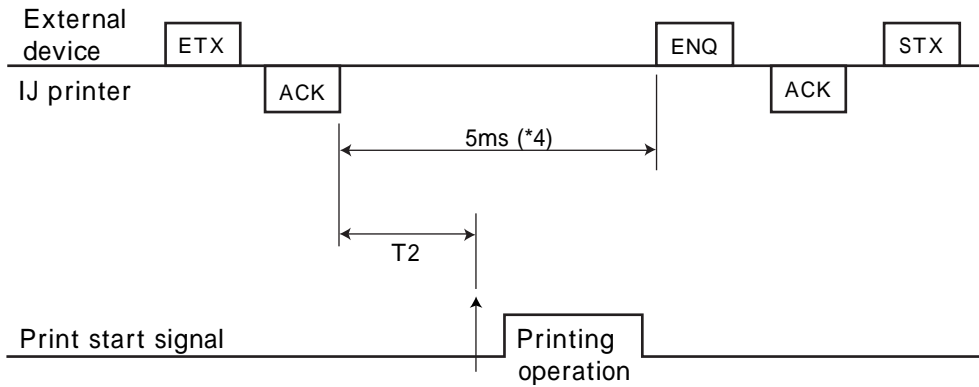 External
device
ETX
ENQ
STX
IJ printer
ACK
ACK
5ms (*4)
T2
Print start signal
Printing
operation